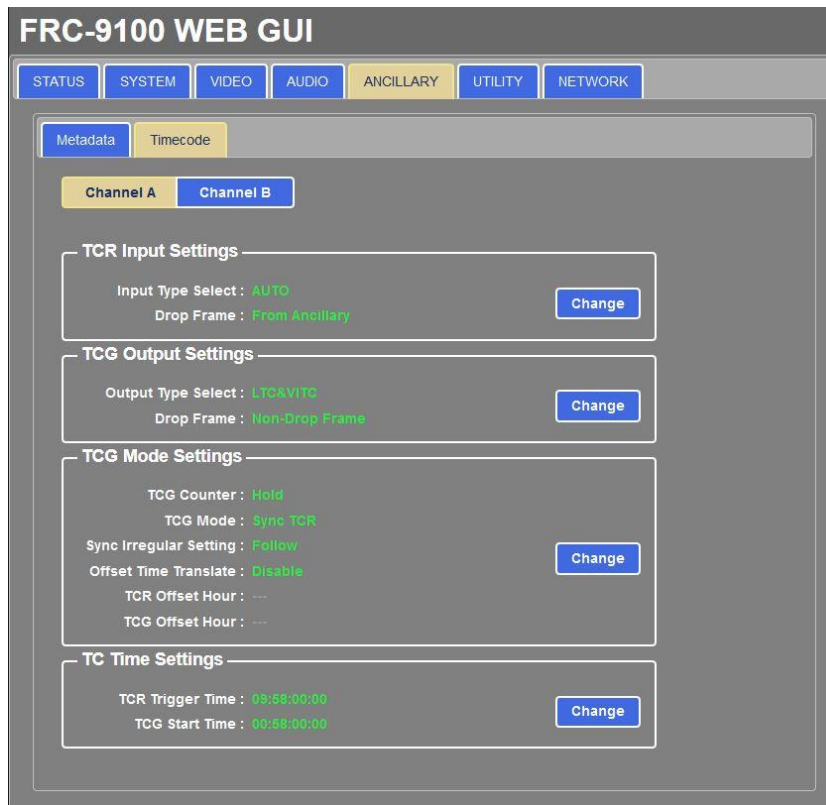 FRC-9100 WEB GUI
STATUS SYSTEM VIDEO AUDIO ANCILLARY UTILITY NETWORK
Metadata Timecode
Channel A Channel B
TCR Input Settings
Input Type Select : AUTO
Drop Frame : From Ancillary
Change
TCG Output Settings
Output Type Select : LTC&VITC
Drop Frame : Non-Drop Frame
Change
TCG Mode Settings
TCG Counter : Hold
TCG Mode : Sync TCR
Sync Irregular Setting : Follow
Offset Time Translate : Disable
TCR Offset Hour : ---
TCG Offset Hour : ---
Change
TC Time Settings
TCR Trigger Time : 09:58:00:00
TCG Start Time : 00:58:00:00
Change